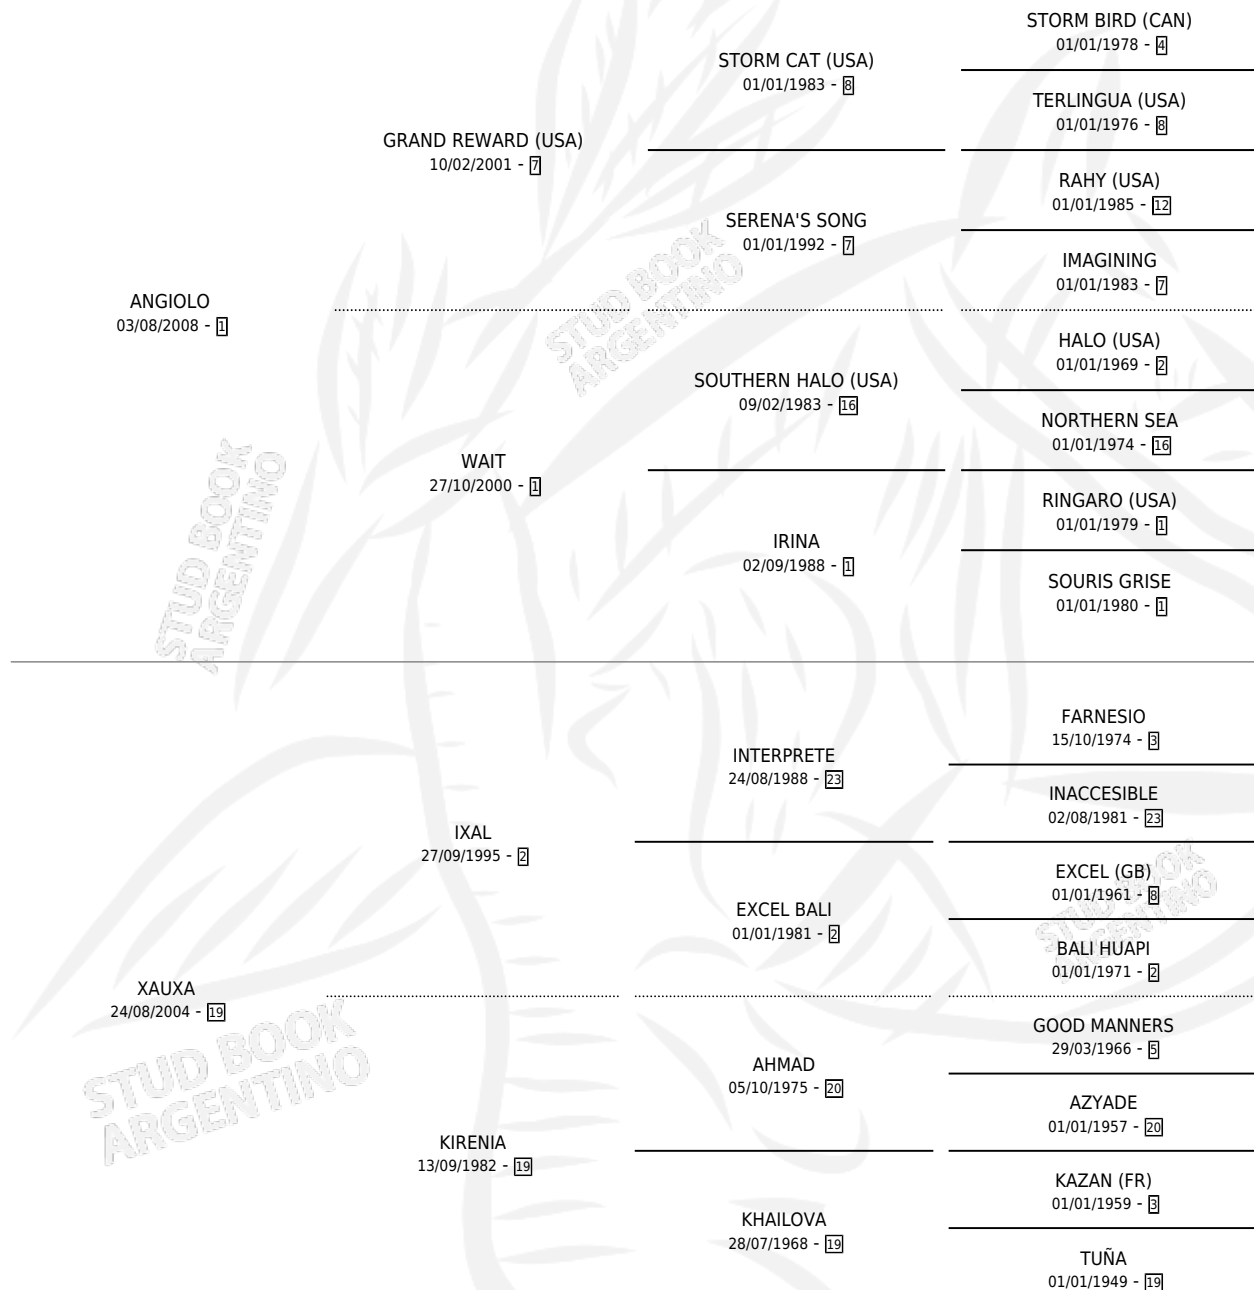 STORM BIRD (CAN)
01/01/1978 - 4
STORM CAT (USA)
01/01/1983 - 8
TERLINGUA (USA)
01/01/1976 - 8
GRAND REWARD (USA)
10/02/2001 - 7
RAHY (USA)
01/01/1985 - 12
SERENA'S SONG
01/01/1992 - 7
IMAGINING
01/01/1983 - 7
ANGIOLO
03/08/2008 - 1
HALO (USA)
01/01/1969 - 2
SOUTHERN HALO (USA)
09/02/1983 - 16
NORTHERN SEA
01/01/1974 - 16
WAIT
27/10/2000 - 1
RINGARO (USA)
01/01/1979 - 1
IRINA
02/09/1988 - 1
SOURIS GRISE
01/01/1980 - 1
FARNESIO
15/10/1974 - 3
INTERPRETE
24/08/1988 - 23
INACCESIBLE
02/08/1981 - 23
IXAL
27/09/1995 - 2
EXCEL (GB)
01/01/1961 - 8
EXCEL BALI
01/01/1981 - 2
BALI HUAPI
01/01/1971 - 2
XAUXA
24/08/2004 - 19
GOOD MANNERS
29/03/1966 - 5
AHMAD
05/10/1975 - 20
AZYADE
01/01/1957 - 20
KIRENIA
13/09/1982 - 19
KAZAN (FR)
01/01/1959 - 3
KHAILOVA
28/07/1968 - 19
TUÑA
01/01/1949 - 19
STUD BOOK
ARGENTINO
STUD BOOK
ARGENTINO
STUD BOOK
ARGENTINO
STUD BOOK
ARGENTINO